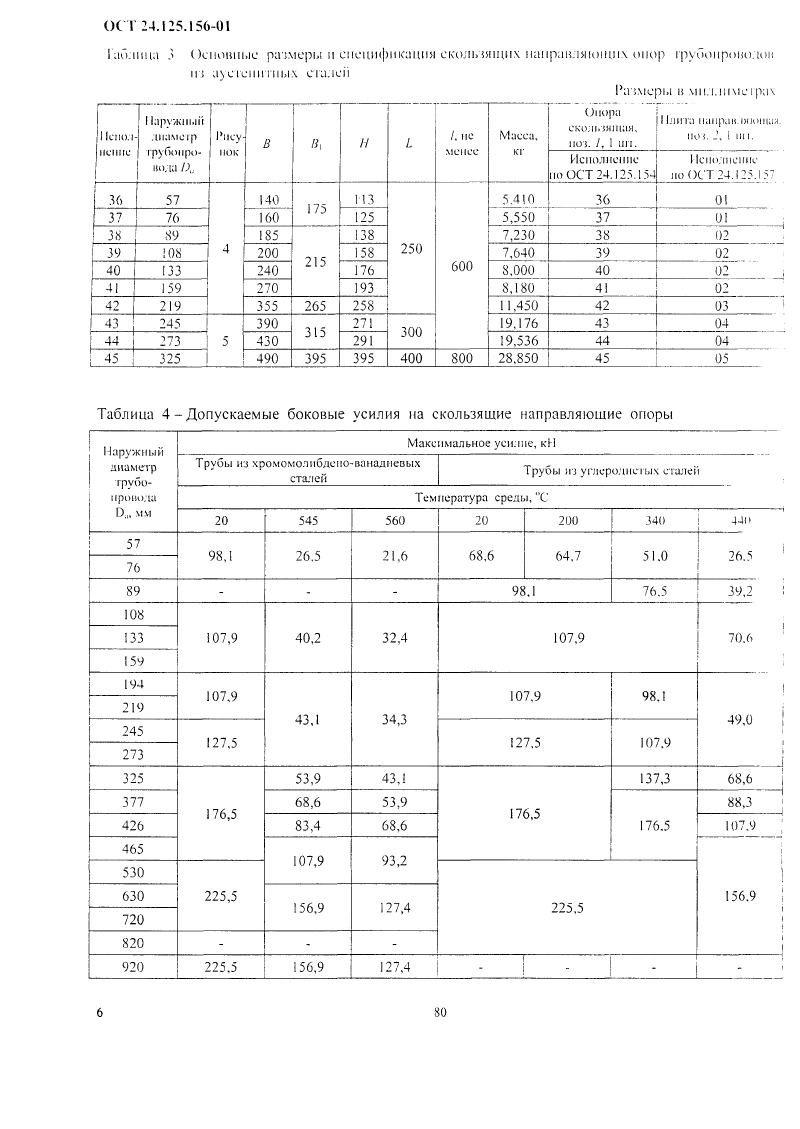 ОСТ 24.125.156-01
Таблица 3 Основные размеры и спецификация скользящих направляющих опор трубопроводов
из аустенитных сталей
Размеры в миллиметрах
Исполнение Наружный диаметр трубопровода Dн Рисунок B B1 H L l, не менее Масса, кг Опора скользящая, поз. 1, 1 шт. Плита направляющая, поз. 2, 1 шт.
Исполнение по ОСТ 24.125.154 Исполнение по ОСТ 24.125.157
36 57 4 140 175 113 250 600 5,410 36 01
37 76 160 125 5,550 37 01
38 89 185 215 138 7,230 38 02
39 108 200 158 7,640 39 02
40 133 240 176 8,000 40 02
41 159 270 193 8,180 41 02
42 219 355 265 258 11,450 42 03
43 245 5 390 315 271 300 19,176 43 04
44 273 430 291 19,536 44 04
45 325 490 395 395 400 800 28,850 45 05
Таблица 4 – Допускаемые боковые усилия на скользящие направляющие опоры
Наружный диаметр трубопровода Dн, мм Максимальное усилие, кН
Трубы из хромомолибдено-ванадиевых сталей Трубы из углеродистых сталей
Температура среды, °С
20 545 560 20 200 340 440
57 98,1 26,5 21,6 68,6 64,7 51,0 26,5
76
89 - - - 98,1 76,5 39,2
108
133 107,9 40,2 32,4 107,9 70,6
159
194 107,9 43,1 34,3 107,9 98,1 49,0
219
245 127,5 127,5 107,9
273
325 176,5 53,9 43,1 176,5 137,3 68,6
377 68,6 53,9 176,5 88,3
426 83,4 68,6 107,9
465 107,9 93,2 156,9
530 225,5 225,5
630 156,9 127,4
720
820 - - -
920 225,5 156,9 127,4 - - - -
6 80